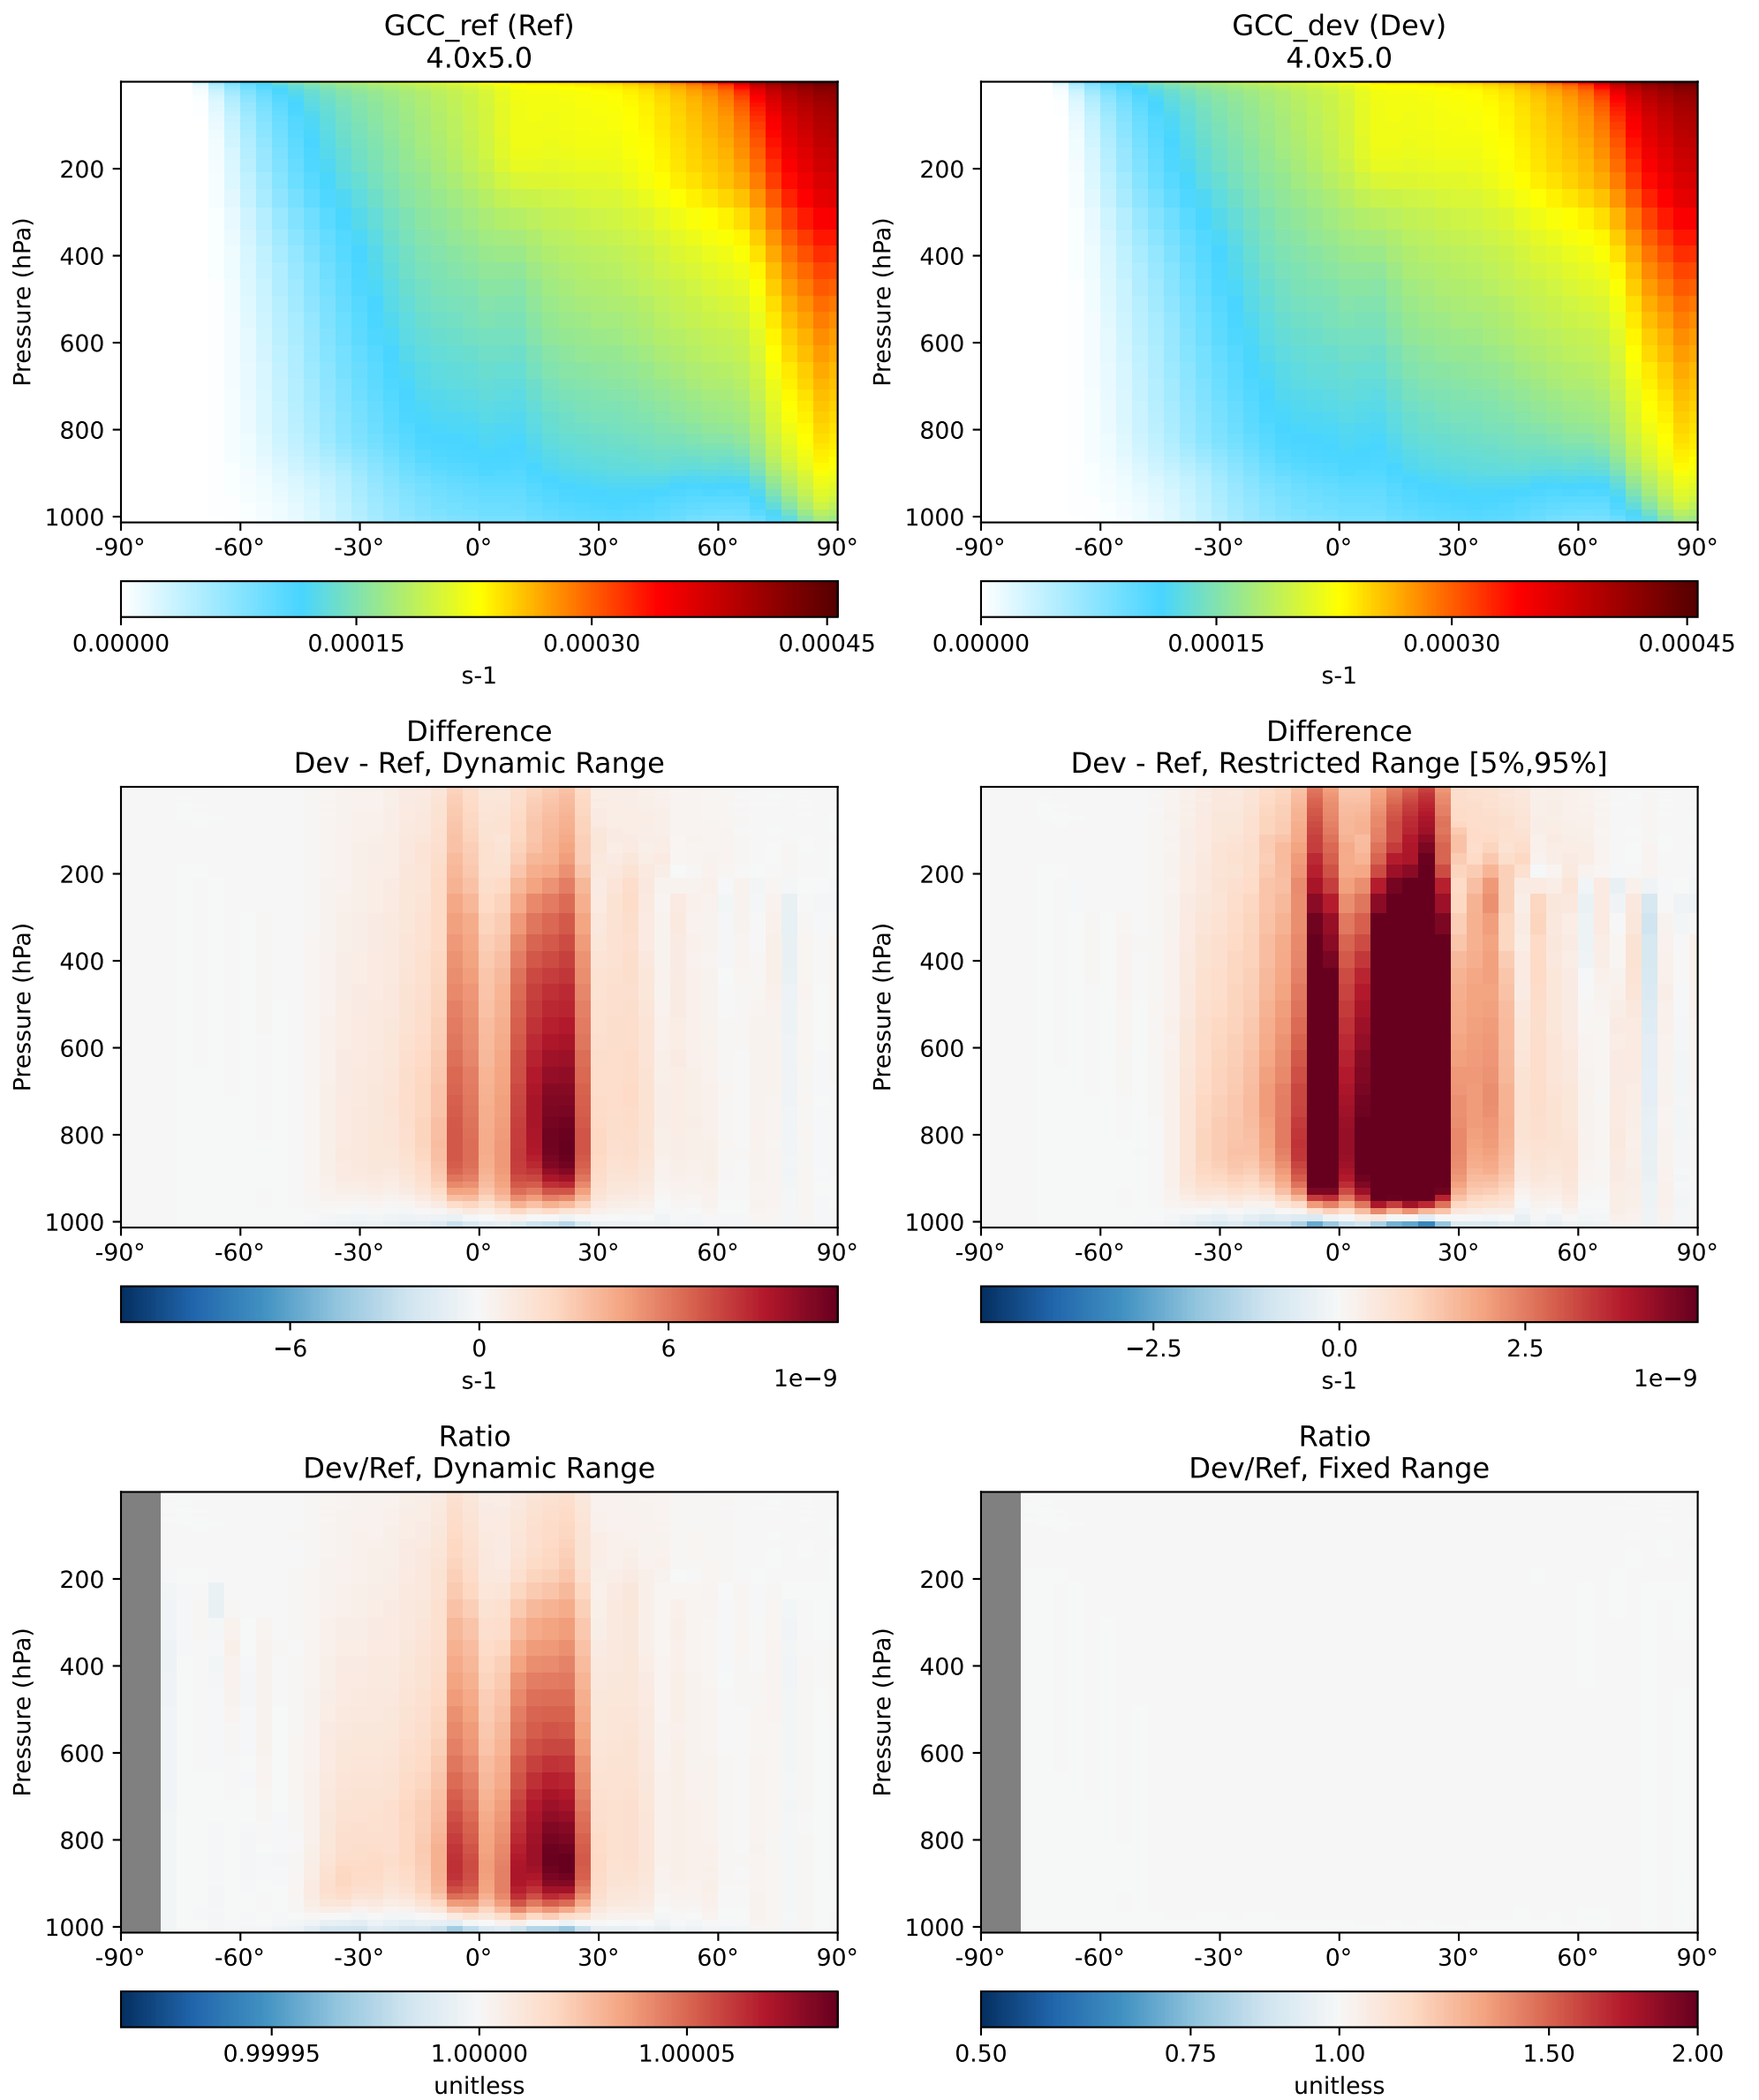 GCC_ref (Ref)
4.0x5.0
GCC_dev (Dev)
4.0x5.0
Pressure (hPa)
200
400
600
800
1000
-90° -60° -30° 0° 30° 60° 90°
0.00000 0.00015 0.00030 0.00045
s-1
Pressure (hPa)
200
400
600
800
1000
-90° -60° -30° 0° 30° 60° 90°
0.00000 0.00015 0.00030 0.00045
s-1
Difference
Dev - Ref, Dynamic Range
Pressure (hPa)
200
400
600
800
1000
-90° -60° -30° 0° 30° 60° 90°
−6 0 6
s-1 1e−9
Difference
Dev - Ref, Restricted Range [5%,95%]
Pressure (hPa)
200
400
600
800
1000
-90° -60° -30° 0° 30° 60° 90°
−2.5 0.0 2.5
s-1 1e−9
Ratio
Dev/Ref, Dynamic Range
Pressure (hPa)
200
400
600
800
1000
-90° -60° -30° 0° 30° 60° 90°
0.99995 1.00000 1.00005
unitless
Ratio
Dev/Ref, Fixed Range
Pressure (hPa)
200
400
600
800
1000
-90° -60° -30° 0° 30° 60° 90°
0.50 0.75 1.00 1.50 2.00
unitless